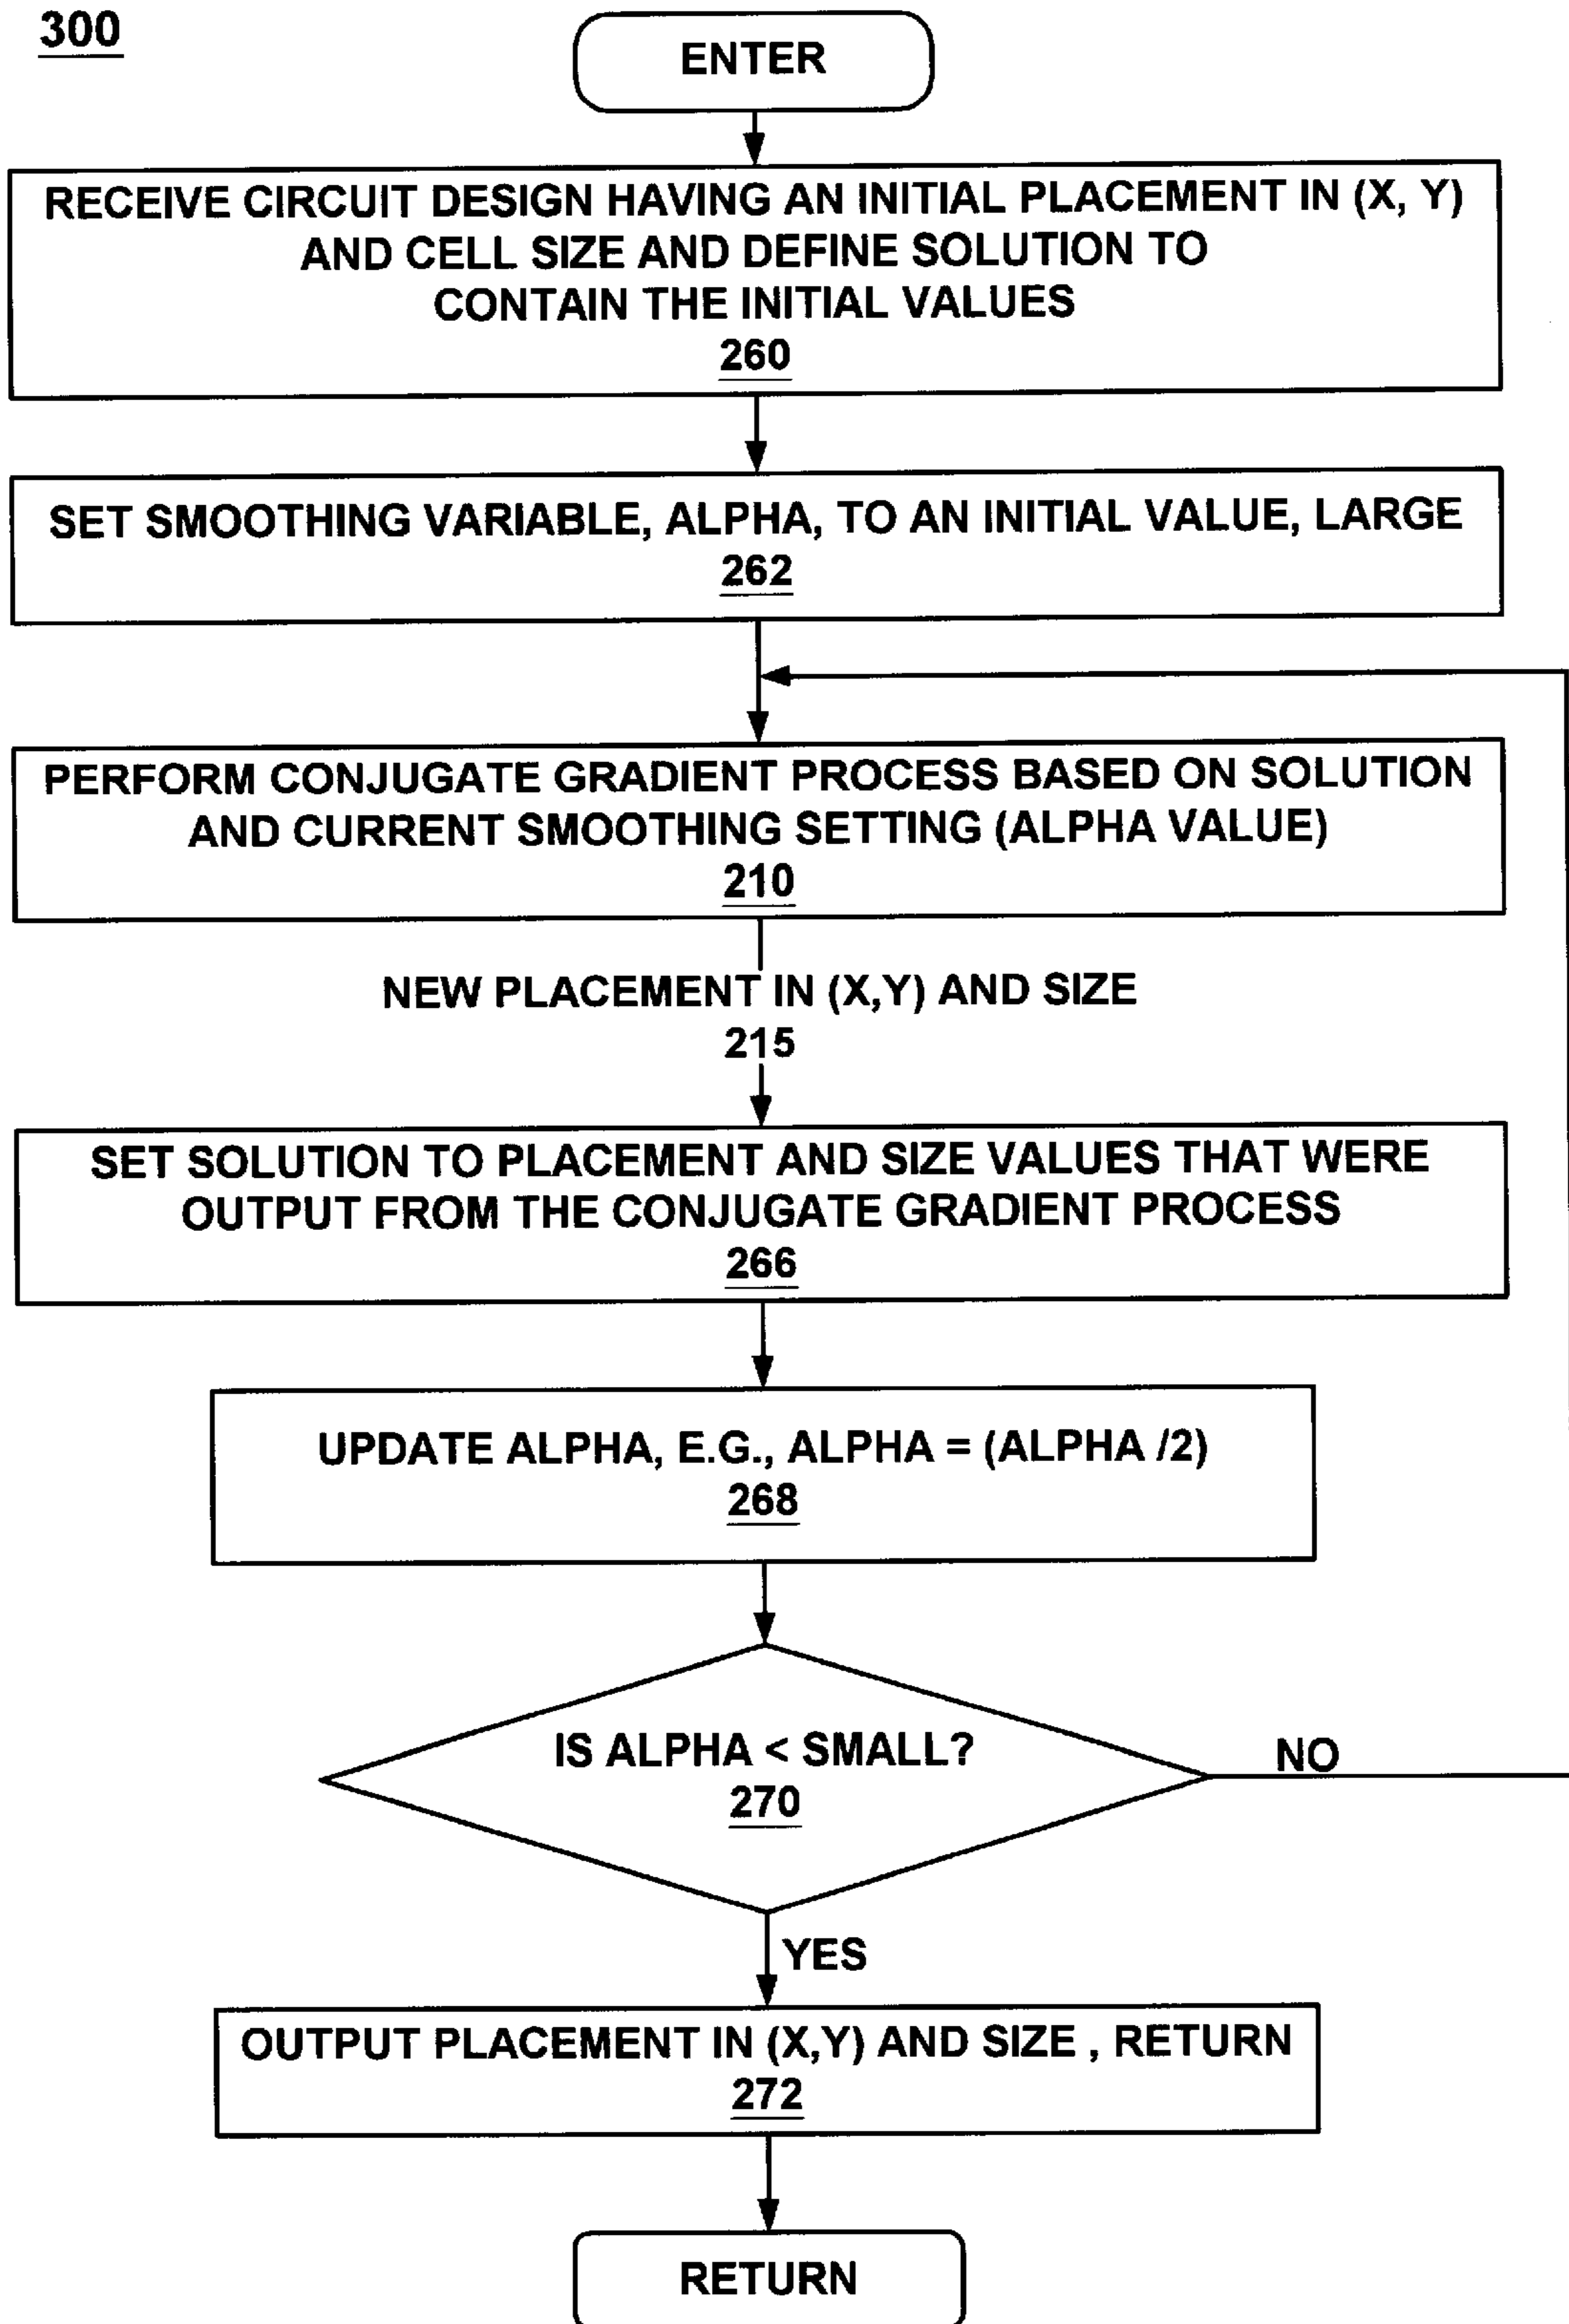 300
ENTER
RECEIVE CIRCUIT DESIGN HAVING AN INITIAL PLACEMENT IN (X, Y)
AND CELL SIZE AND DEFINE SOLUTION TO
CONTAIN THE INITIAL VALUES
260
SET SMOOTHING VARIABLE, ALPHA, TO AN INITIAL VALUE, LARGE
262
PERFORM CONJUGATE GRADIENT PROCESS BASED ON SOLUTION
AND CURRENT SMOOTHING SETTING (ALPHA VALUE)
210
NEW PLACEMENT IN (X,Y) AND SIZE
215
SET SOLUTION TO PLACEMENT AND SIZE VALUES THAT WERE
OUTPUT FROM THE CONJUGATE GRADIENT PROCESS
266
UPDATE ALPHA, E.G., ALPHA = (ALPHA /2)
268
IS ALPHA < SMALL?
270
NO
YES
OUTPUT PLACEMENT IN (X,Y) AND SIZE , RETURN
272
RETURN